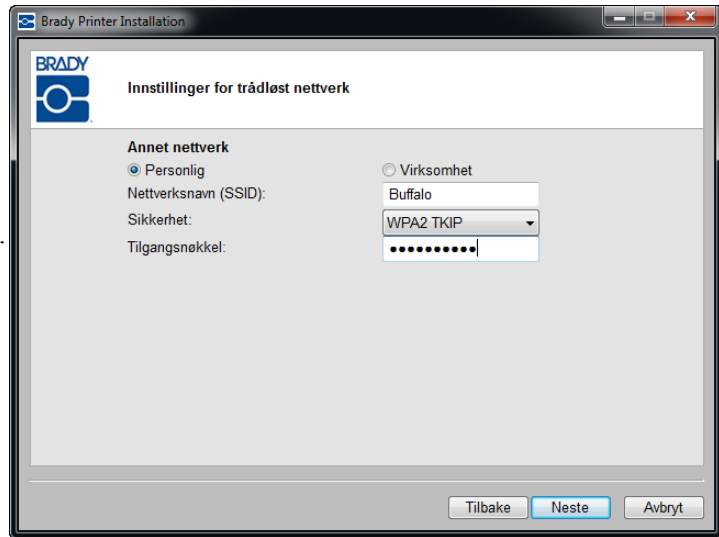 Brady Printer Installation
BRADY
Innstillinger for trådløst nettverk
Annet nettverk
Personlig Virksomhet
Nettverksnavn (SSID): Buffalo
Sikkerhet: WPA2 TKIP
Tilgangsnøkkel: ●●●●●●●●●●
Tilbake Neste Avbryt